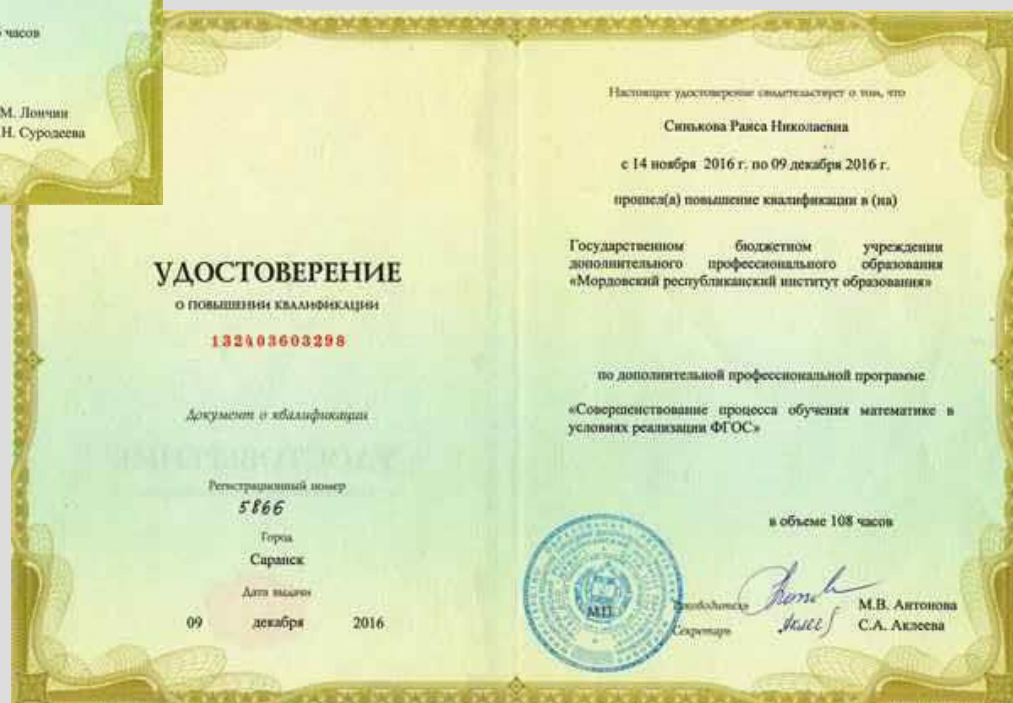 часов
М. Лончин
Н. Суродеева
УДОСТОВЕРЕНИЕ
О ПОВЫШЕНИИ КВАЛИФИКАЦИИ
132403603298
Документ о квалификации
Регистрационный номер
5866
Город
Саранск
Дата выдачи
09 декабря 2016
Настоящее удостоверение свидетельствует о том, что
Синькова Раиса Николаевна
с 14 ноября 2016 г. по 09 декабря 2016 г.
прошел(а) повышение квалификации в (на)
Государственном бюджетном учреждении
дополнительного профессионального образования
«Мордовский республиканский институт образования»
по дополнительной профессиональной программе
«Совершенствование процесса обучения математике в
условиях реализации ФГОС»
в объеме 108 часов
М.П.
Руководитель М.В. Антонова
Секретарь С.А. Аклеева